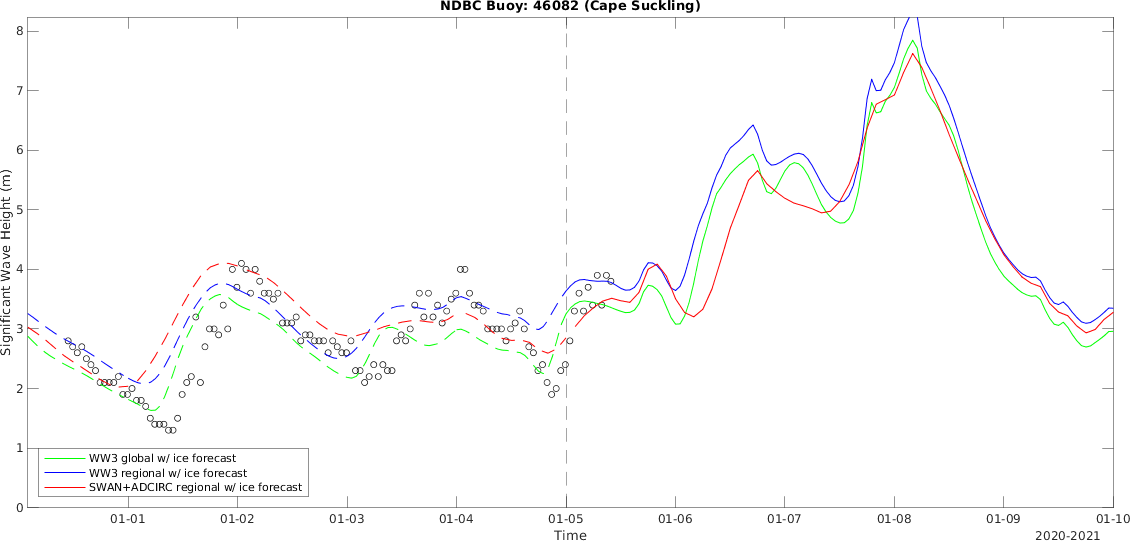 NDBC Buoy: 46082 (Cape Suckling)
Significant Wave Height (m)
8
7
6
5
4
3
2
1
0
WW3 global w/ ice forecast
WW3 regional w/ ice forecast
SWAN+ADCIRC regional w/ ice forecast
01-01 01-02 01-03 01-04 01-05 01-06 01-07 01-08 01-09 01-10
Time
2020-2021